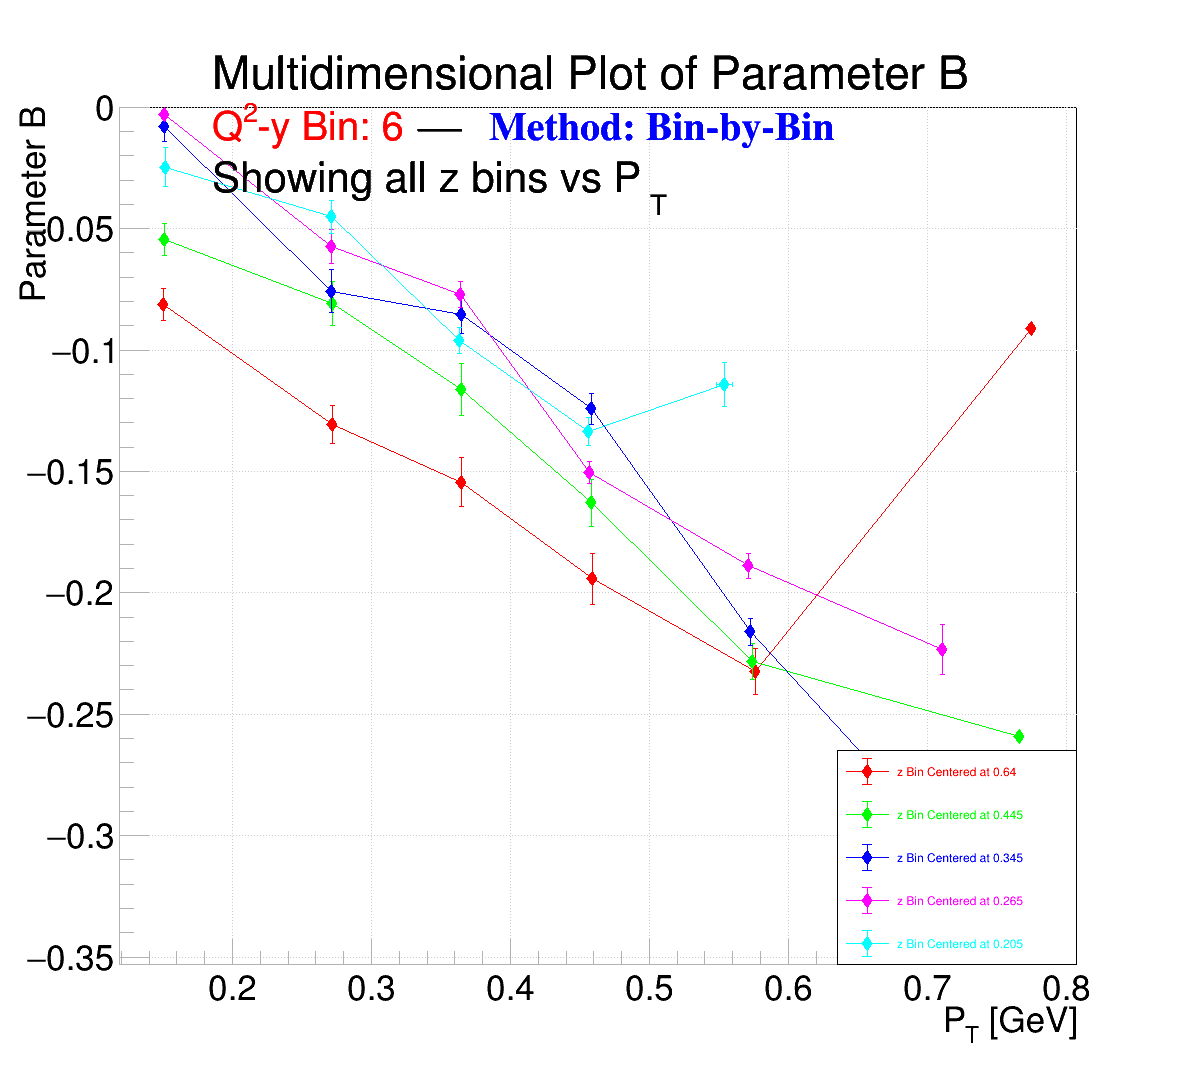 Multidimensional Plot of Parameter B
Q²-y Bin: 6 — Method: Bin-by-Bin
Showing all z bins vs P_T
Parameter B
0
0.05
−0.1
−0.15
−0.2
−0.25
−0.3
−0.35
z Bin Centered at 0.64
z Bin Centered at 0.445
z Bin Centered at 0.345
z Bin Centered at 0.265
z Bin Centered at 0.205
0.2 0.3 0.4 0.5 0.6 0.7 0.8
P_T [GeV]